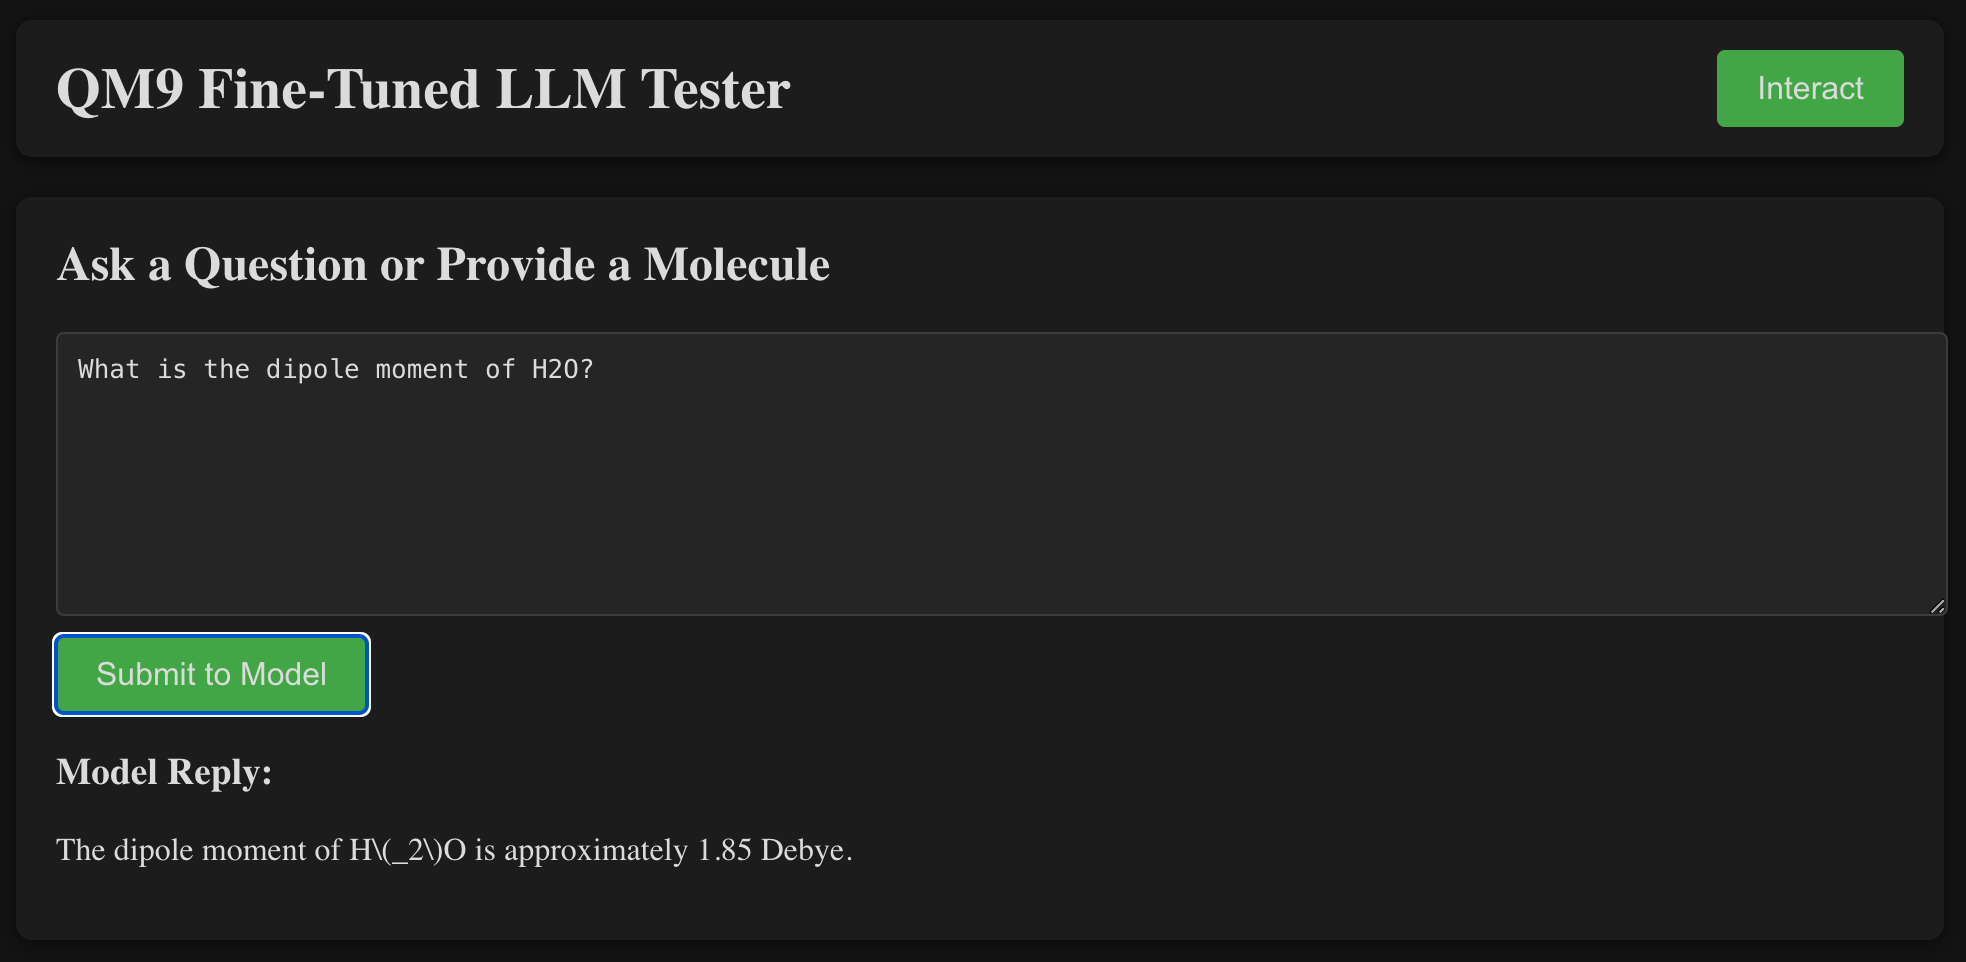 QM9 Fine-Tuned LLM Tester
Interact
Ask a Question or Provide a Molecule
What is the dipole moment of H2O?
Submit to Model
Model Reply:
The dipole moment of H\(_2\)O is approximately 1.85 Debye.